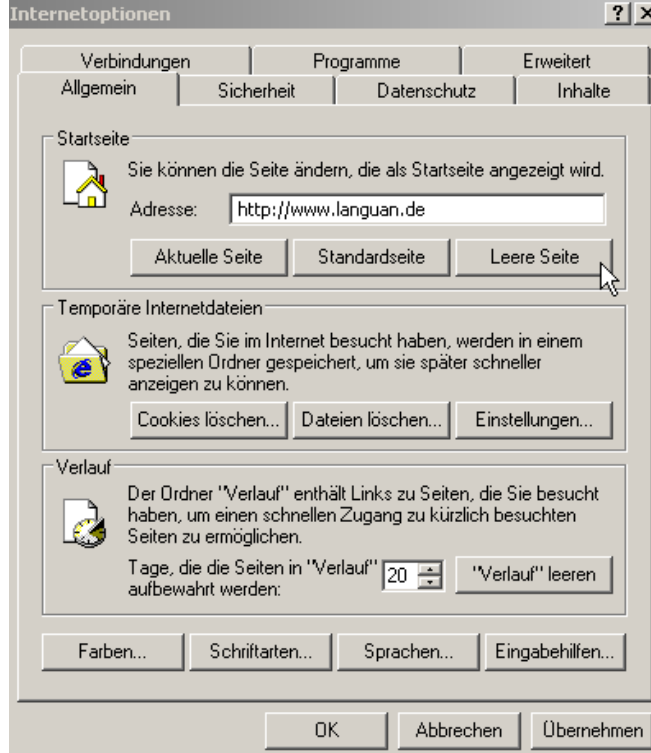 Internetoptionen
Verbindungen Programme Erweitert
Allgemein Sicherheit Datenschutz Inhalte
Startseite
Sie können die Seite ändern, die als Startseite angezeigt wird.
Adresse: http://www.languan.de
Aktuelle Seite Standardseite Leere Seite
Temporäre Internetdateien
Seiten, die Sie im Internet besucht haben, werden in einem
speziellen Ordner gespeichert, um sie später schneller
anzeigen zu können.
Cookies löschen... Dateien löschen... Einstellungen...
Verlauf
Der Ordner "Verlauf" enthält Links zu Seiten, die Sie besucht
haben, um einen schnellen Zugang zu kürzlich besuchten
Seiten zu ermöglichen.
Tage, die die Seiten in "Verlauf" 20 "Verlauf" leeren
aufbewahrt werden:
Farben... Schriftarten... Sprachen... Eingabehilfen...
OK Abbrechen Übernehmen